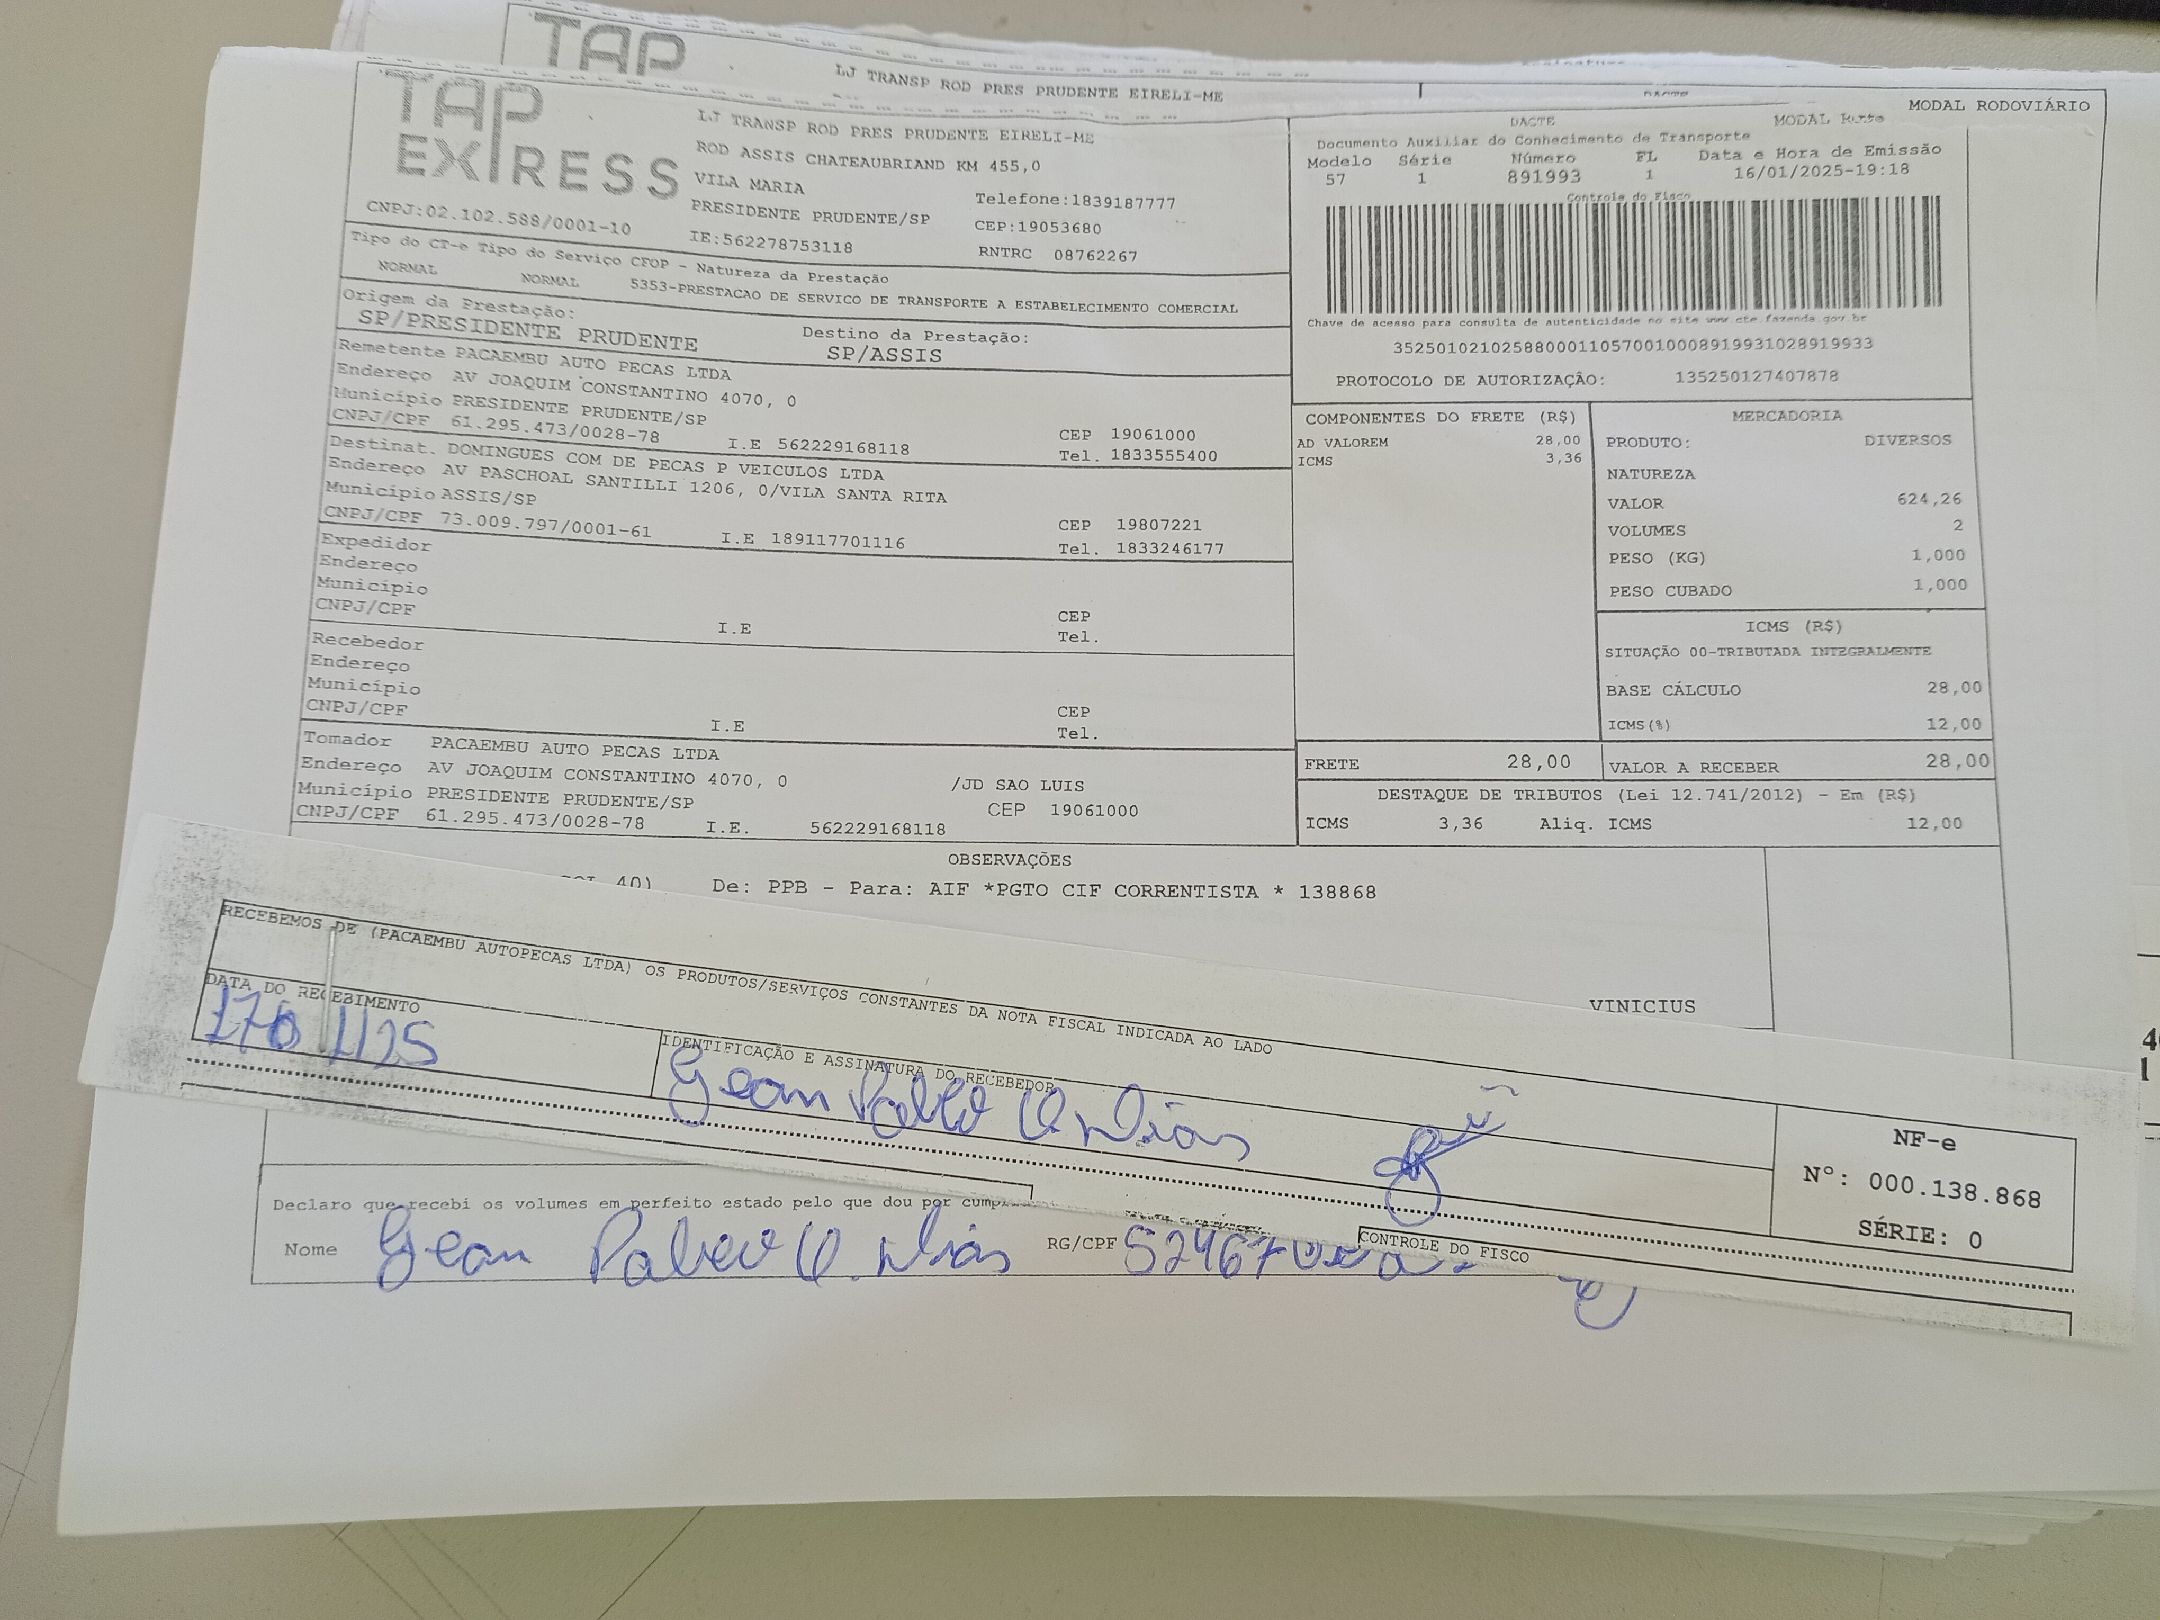 TAP
LJ TRANSP ROD PRES PRUDENTE EIRELI-ME
MODAL RODOVIÁRIO
TAP
EXPRESS
LJ TRANSP ROD PRES PRUDENTE EIRELI-ME
ROD ASSIS CHATEAUBRIAND KM 455,0
VILA MARIA
Telefone:1839187777
PRESIDENTE PRUDENTE/SP
CEP:19053680
CNPJ:02.102.588/0001-10
IE:562278753118
RNTRC 08762267
DACTE
MODAL
Documento Auxiliar do Conhecimento de Transporte
Modelo Série Número FL Data e Hora de Emissão
57 1 891993 1 16/01/2025-19:18
Controle do Fisco
Chave de acesso para consulta de autenticidade no site www.cte.fazenda.gov.br
35250102102588000110570010008919931028919933
PROTOCOLO DE AUTORIZAÇÃO: 135250127407878
Tipo do CT-e Tipo do Serviço CFOP - Natureza da Prestação
NORMAL NORMAL 5353-PRESTACAO DE SERVICO DE TRANSPORTE A ESTABELECIMENTO COMERCIAL
Origem da Prestação:
SP/PRESIDENTE PRUDENTE
Destino da Prestação:
SP/ASSIS
Remetente PACAEMBU AUTO PECAS LTDA
Endereço AV JOAQUIM CONSTANTINO 4070, 0
Município PRESIDENTE PRUDENTE/SP
CEP 19061000
CNPJ/CPF 61.295.473/0028-78 I.E 562229168118 Tel. 1833555400
Destinat. DOMINGUES COM DE PECAS P VEICULOS LTDA
Endereço AV PASCHOAL SANTILLI 1206, 0/VILA SANTA RITA
Município ASSIS/SP
CEP 19807221
CNPJ/CPF 73.009.797/0001-61 I.E 189117701116 Tel. 1833246177
Expedidor
Endereço
Município
CEP
CNPJ/CPF I.E Tel.
Recebedor
Endereço
Município
CEP
CNPJ/CPF I.E Tel.
Tomador PACAEMBU AUTO PECAS LTDA
Endereço AV JOAQUIM CONSTANTINO 4070, 0 /JD SAO LUIS
Município PRESIDENTE PRUDENTE/SP CEP 19061000
CNPJ/CPF 61.295.473/0028-78 I.E. 562229168118
COMPONENTES DO FRETE (R$)
AD VALOREM 28,00
ICMS 3,36
MERCADORIA
PRODUTO: DIVERSOS
NATUREZA
VALOR 624,26
VOLUMES 2
PESO (KG) 1,000
PESO CUBADO 1,000
ICMS (R$)
SITUAÇÃO 00-TRIBUTADA INTEGRALMENTE
BASE CÁLCULO 28,00
ICMS(%) 12,00
FRETE 28,00 VALOR A RECEBER 28,00
DESTAQUE DE TRIBUTOS (Lei 12.741/2012) - Em (R$)
ICMS 3,36 Aliq. ICMS 12,00
OBSERVAÇÕES
40) De: PPB - Para: AIF *PGTO CIF CORRENTISTA * 138868
VINICIUS
RECEBEMOS DE (PACAEMBU AUTOPECAS LTDA) OS PRODUTOS/SERVIÇOS CONSTANTES DA NOTA FISCAL INDICADA AO LADO
DATA DO RECEBIMENTO
IDENTIFICAÇÃO E ASSINATURA DO RECEBEDOR
Gean
NF-e
Nº: 000.138.868
SÉRIE: 0
Declaro que recebi os volumes em perfeito estado pelo que dou por
Nome Gean RG/CPF
CONTROLE DO FISCO